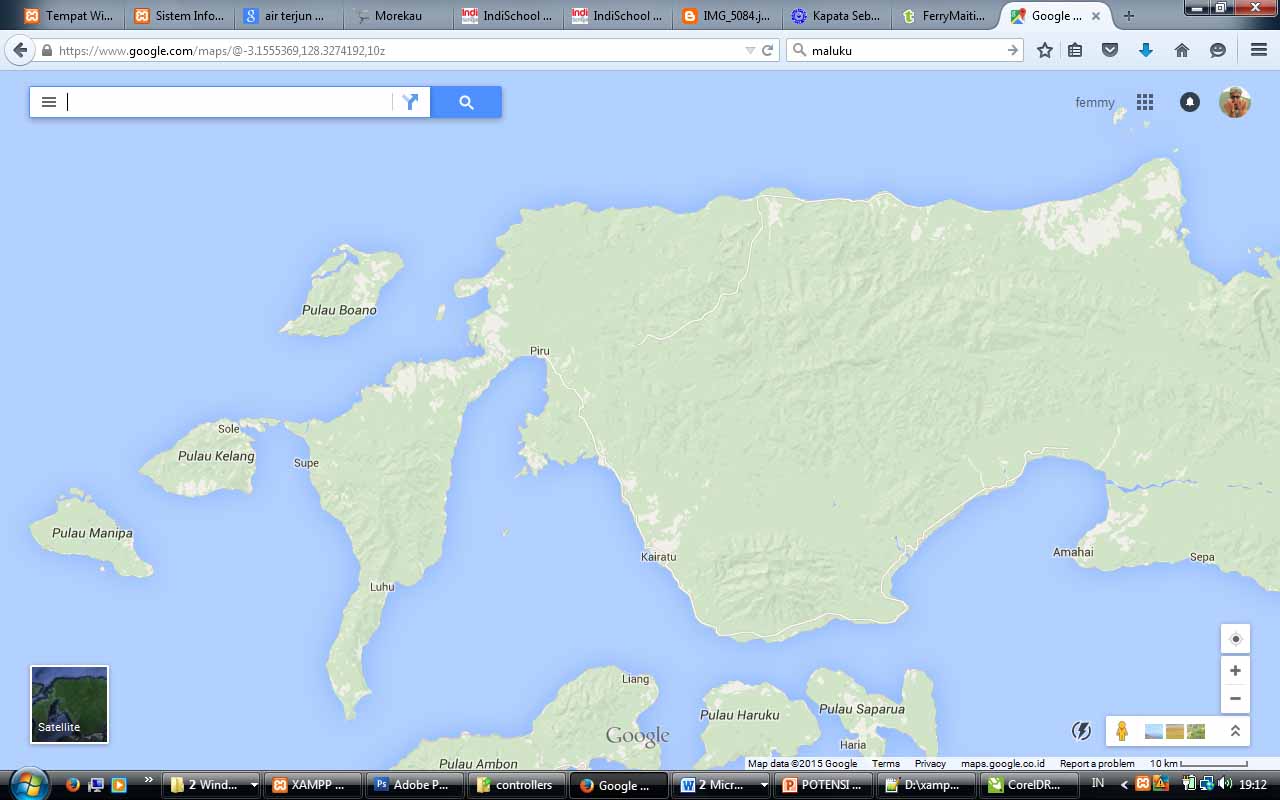 Tempat Wi...
Sistem Info...
air terjun ...
Morekau
IndiSchool ...
IndiSchool ...
IMG_5084.j...
Kapata Seb...
FerryMaiti...
Google ...
https://www.google.com/maps/@-3.1555369,128.3274192,10z
maluku
femmy
Pulau Boano
Piru
Sole
Pulau Kelang
Supe
Pulau Manipa
Kairatu
Amahai
Sepa
Luhu
Liang
Pulau Haruku
Pulau Saparua
Haria
Google
Pulau Ambon
Satellite
Map data ©2015 Google Terms Privacy maps.google.co.id Report a problem 10 km
2 Wind...
XAMPP ...
Adobe P...
controllers
Google ...
2 Micr...
POTENSI ...
D:\xamp...
CorelDR...
IN
19:12